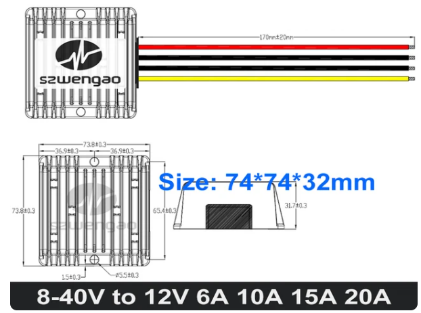 170mm±20mm
szwengao
73.8±0.3
36.9±0.3
36.9±0.3
Size: 74*74*32mm
73.8±0.3
65.4±0.3
31.7±0.3
szwengao
15±0.3
ø5.5±0.3
8-40V to 12V 6A 10A 15A 20A